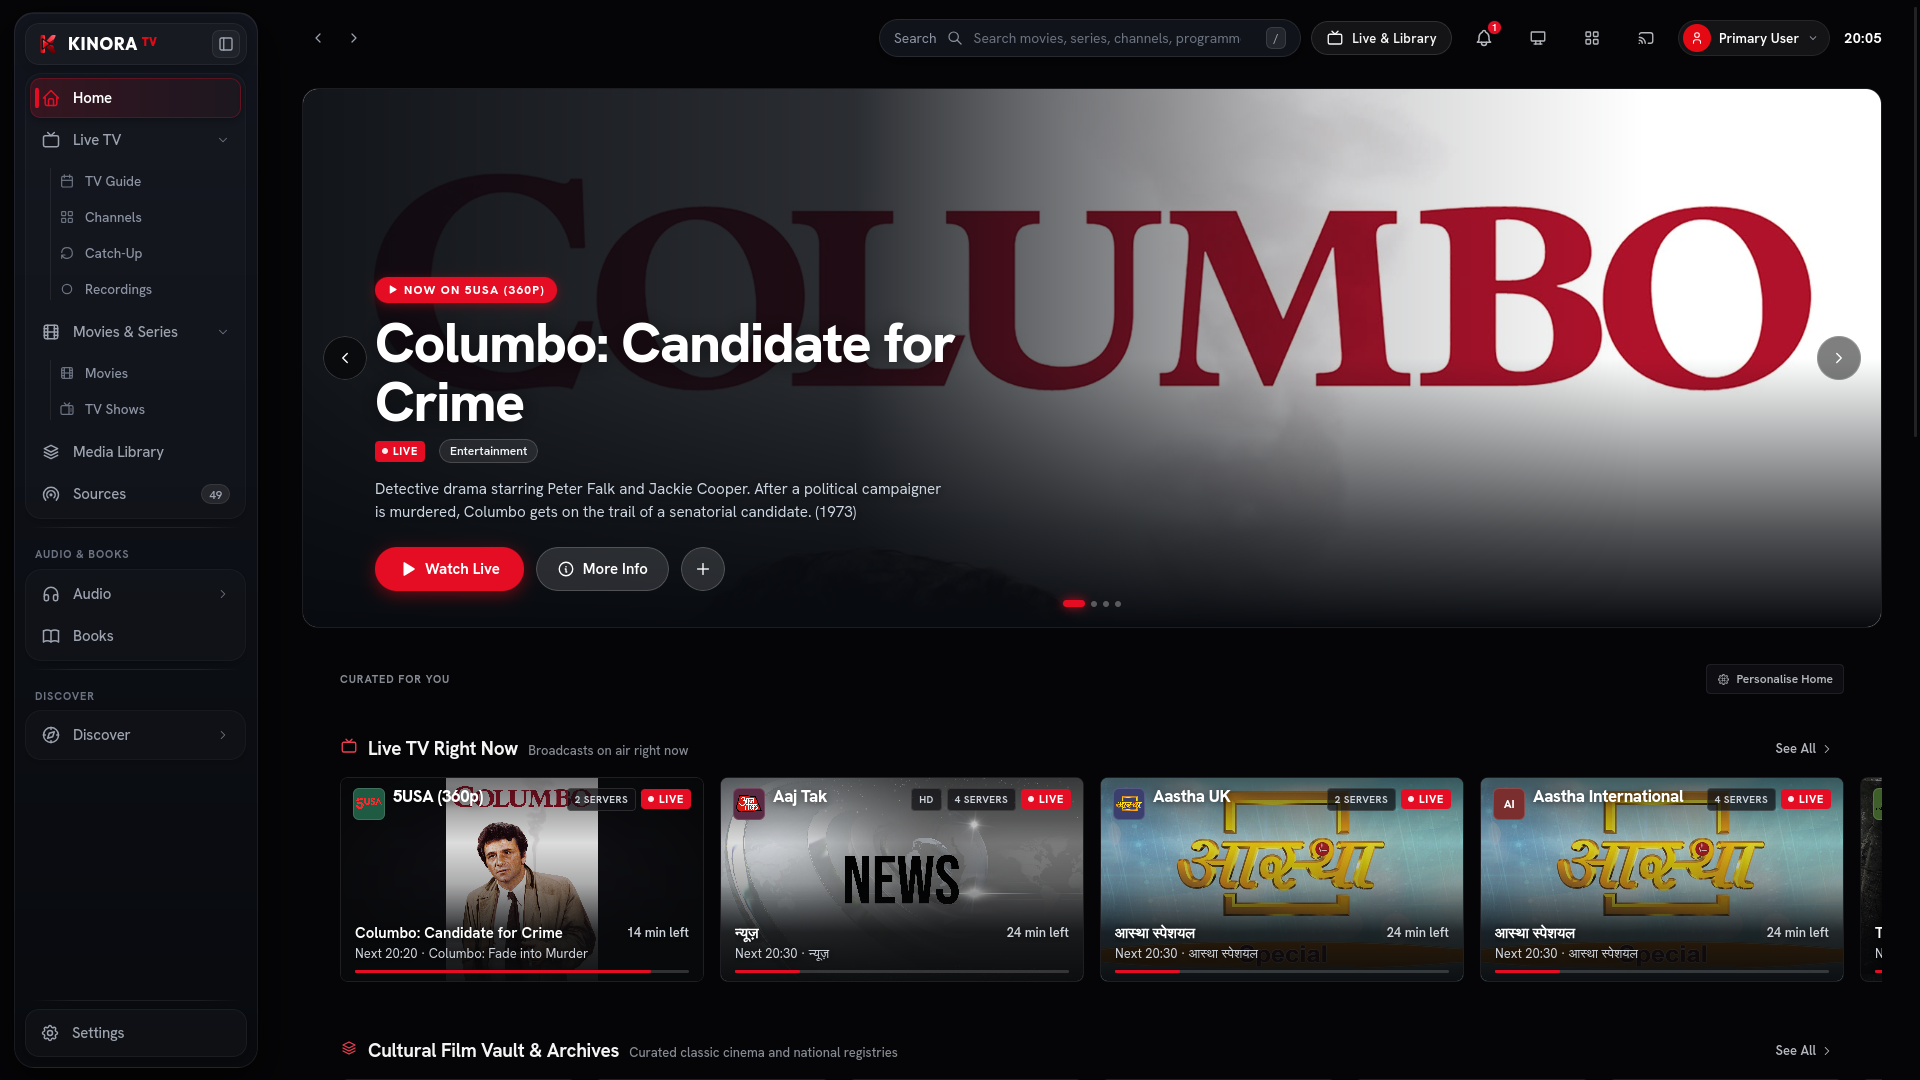 KINORA TV
Search
Search movies, series, channels, programm
/
Live & Library
1
Primary User
20:05
Home
Live TV
TV Guide
Channels
Catch-Up
Recordings
Movies & Series
Movies
TV Shows
Media Library
Sources
49
AUDIO & BOOKS
Audio
Books
DISCOVER
Discover
Settings
COLUMBO
NOW ON 5USA (360P)
Columbo: Candidate for
Crime
LIVE
Entertainment
Detective drama starring Peter Falk and Jackie Cooper. After a political campaigner
is murdered, Columbo gets on the trail of a senatorial candidate. (1973)
Watch Live
More Info
CURATED FOR YOU
Personalise Home
Live TV Right Now
Broadcasts on air right now
See All
5USA
5USA (360p)
COLUMBO
2 SERVERS
LIVE
Columbo: Candidate for Crime
14 min left
Next 20:20 · Columbo: Fade into Murder
Aaj Tak
HD
4 SERVERS
LIVE
NEWS
न्यूज़
24 min left
Next 20:30 · न्यूज़
आस्था
Aastha UK
2 SERVERS
LIVE
आस्था
आस्था स्पेशयल
24 min left
Next 20:30 · आस्था स्पेशयल
Special
AI
Aastha International
4 SERVERS
LIVE
आस्था
आस्था स्पेशयल
24 min left
Next 20:30 · आस्था स्पेशयल
Special
Cultural Film Vault & Archives
Curated classic cinema and national registries
See All